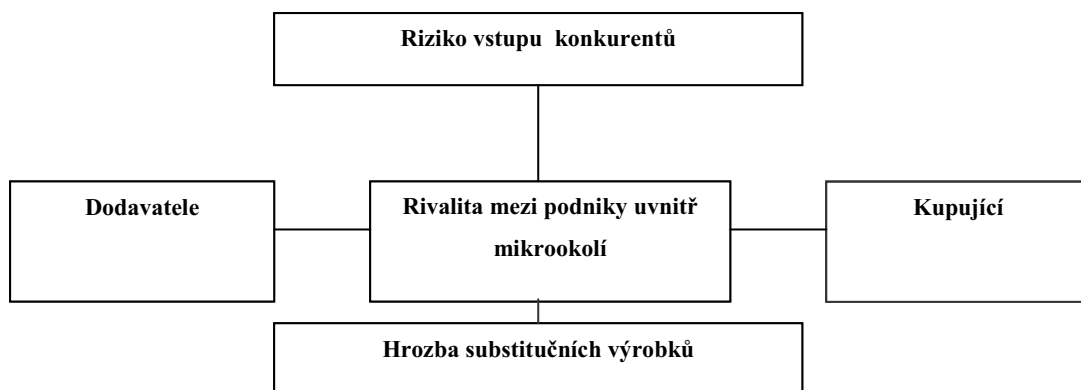 Riziko vstupu  konkurentů
Dodavatele
Rivalita mezi podniky uvnitř
mikrookolí
Kupující
Hrozba substitučních výrobků